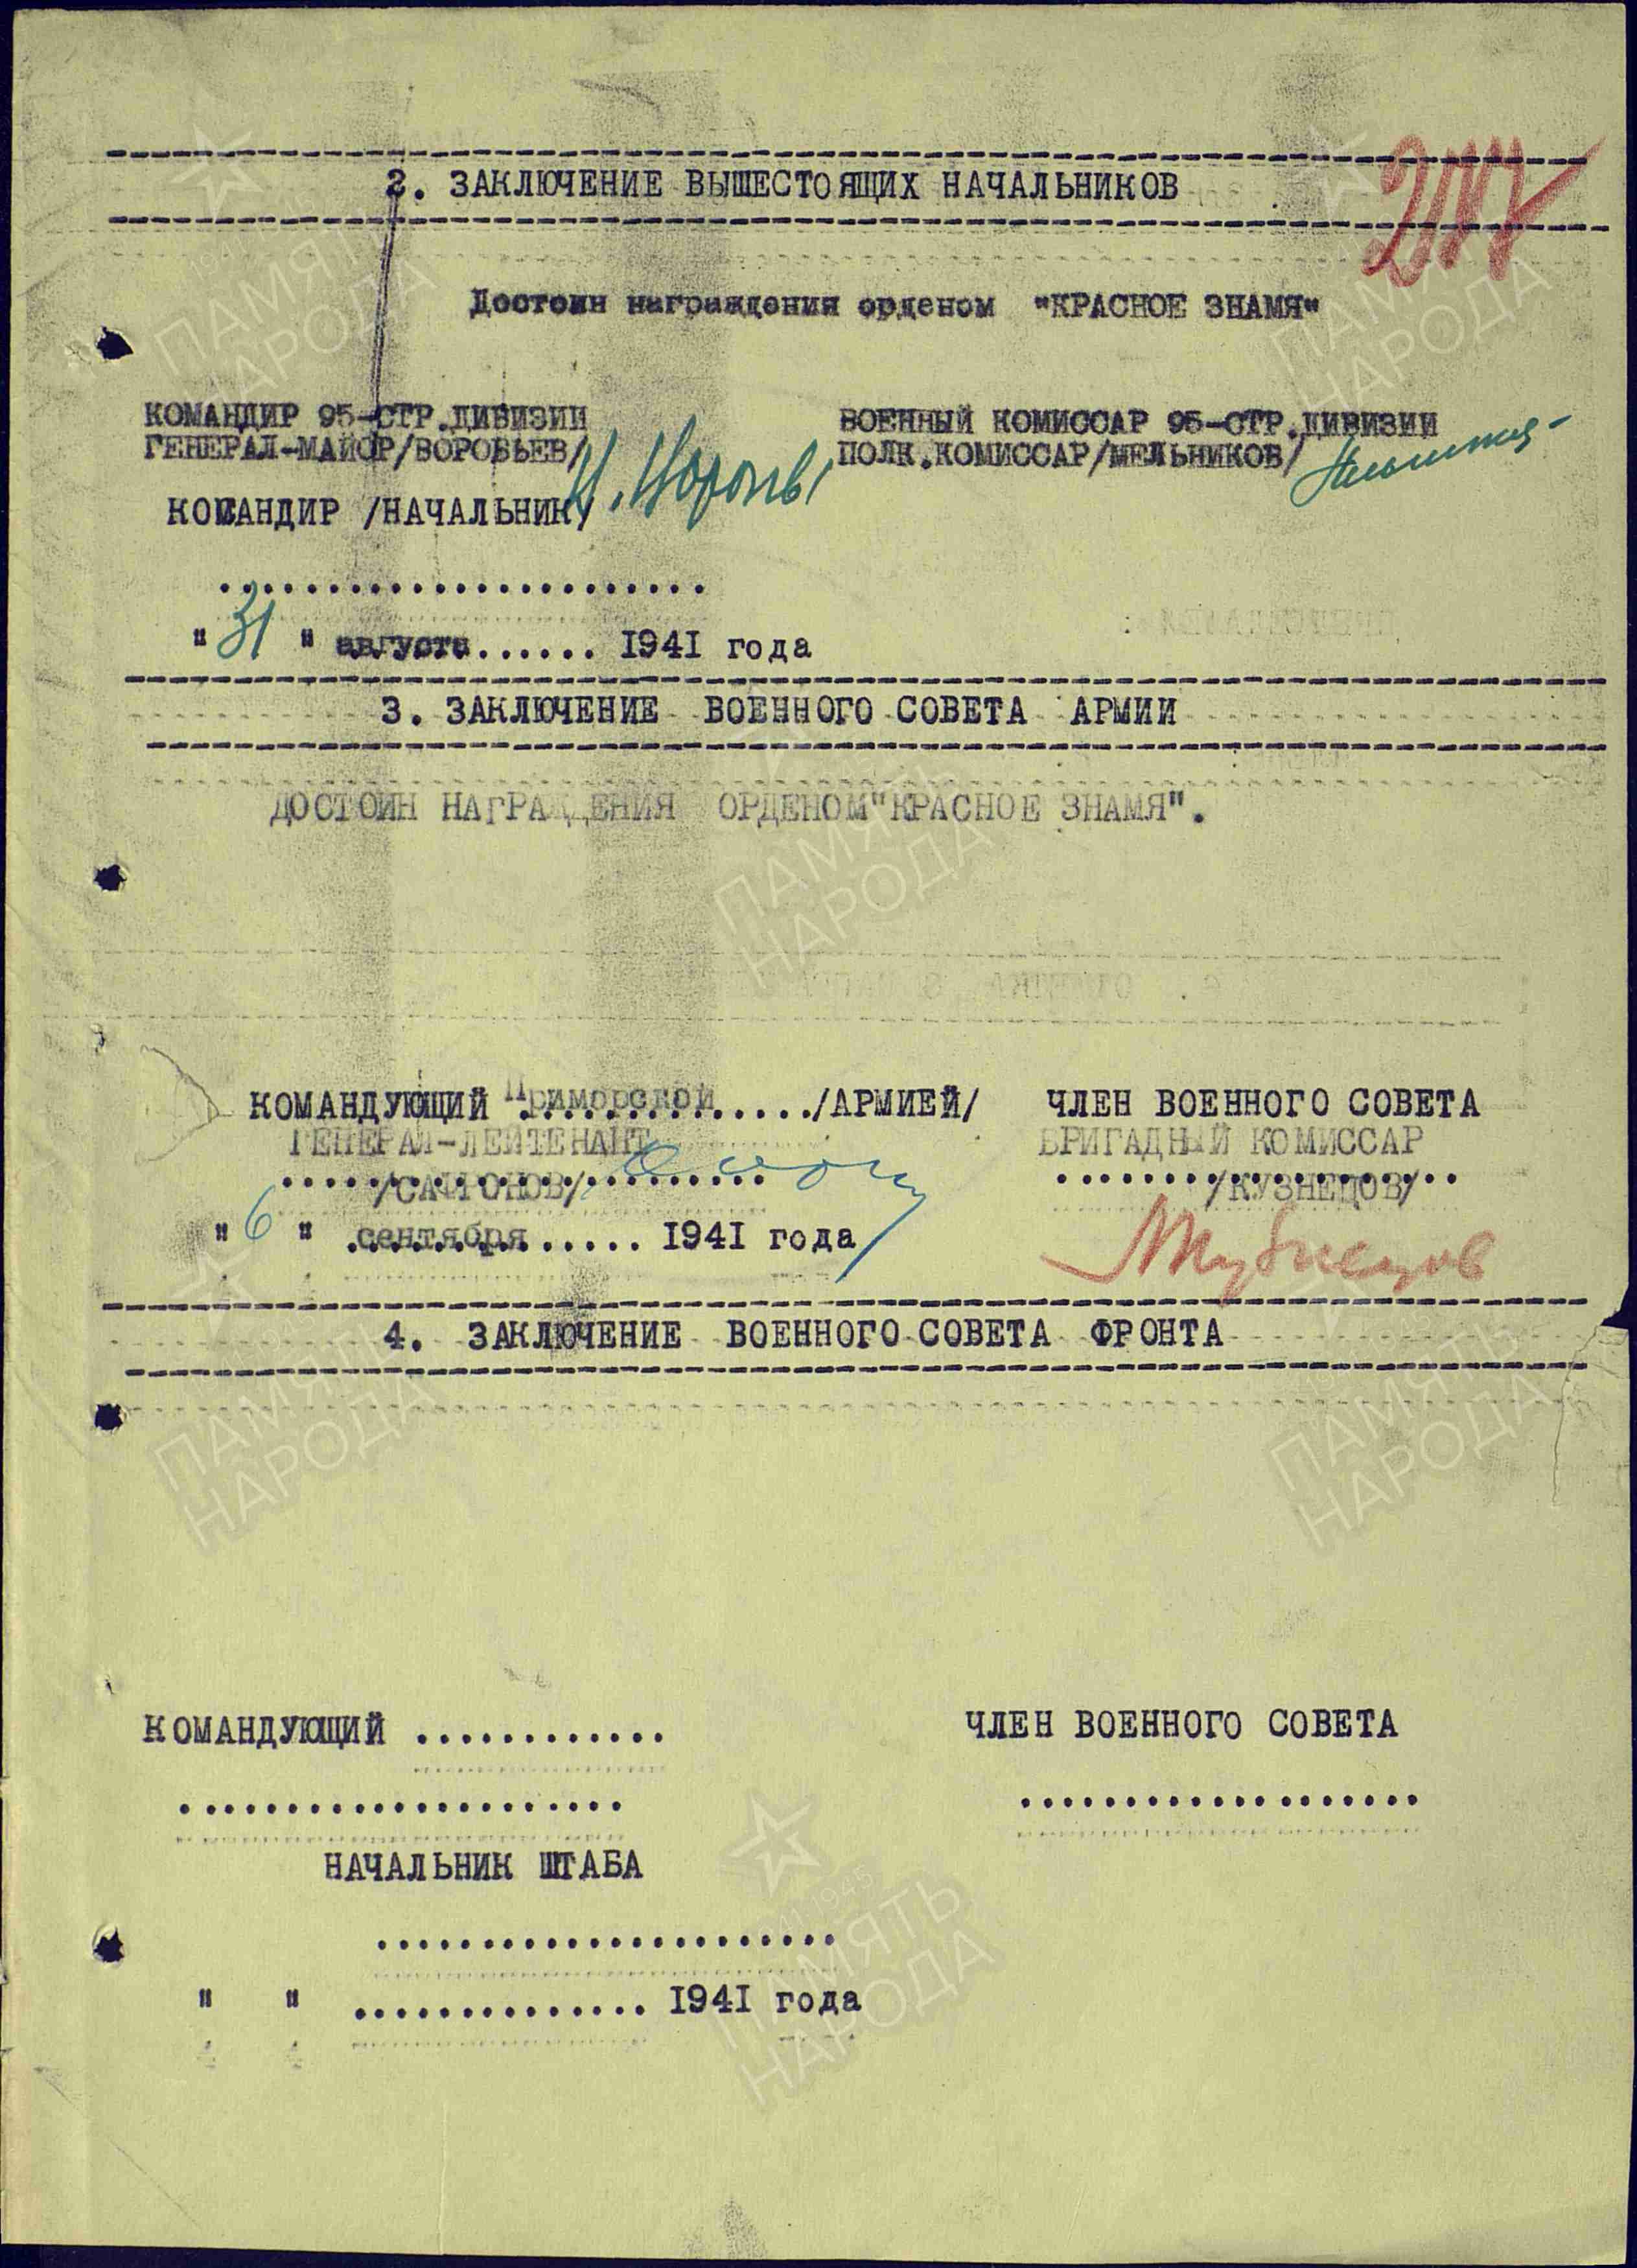 2. ЗАКЛЮЧЕНИЕ ВЫШЕСТОЯЩИХ НАЧАЛЬНИКОВ
Достоин награждения орденом "КРАСНОЕ ЗНАМЯ"
КОМАНДИР 95-СТР.ДИВИЗИИ
ГЕНЕРАЛ-МАЙОР/ВОРОБЬЕВ/
ВОЕННЫЙ КОМИССАР 95-СТР.ДИВИЗИИ
ПОЛК.КОМИССАР/МЕЛЬНИКОВ/
КОМАНДИР /НАЧАЛЬНИК/
.......................
" 31 " августа...... 1941 года
3. ЗАКЛЮЧЕНИЕ ВОЕННОГО СОВЕТА АРМИИ
ДОСТОИН НАГРАЖДЕНИЯ ОРДЕНОМ"КРАСНОЕ ЗНАМЯ".
КОМАНДУЮЩИЙ Приморской ...../АРМИЕЙ/
ГЕНЕРАЛ-ЛЕЙТЕНАНТ
/САФРОНОВ/
" 6 " сентября ..... 1941 года
ЧЛЕН ВОЕННОГО СОВЕТА
БРИГАДНЫЙ КОМИССАР
/КУЗНЕЦОВ/
МКузнецов
4. ЗАКЛЮЧЕНИЕ ВОЕННОГО СОВЕТА ФРОНТА
КОМАНДУЮЩИЙ ............
.....................
ЧЛЕН ВОЕННОГО СОВЕТА
...................
НАЧАЛЬНИК ШТАБА
......................
" " .............. 1941 года
ПАМЯТЬ
НАРОДА